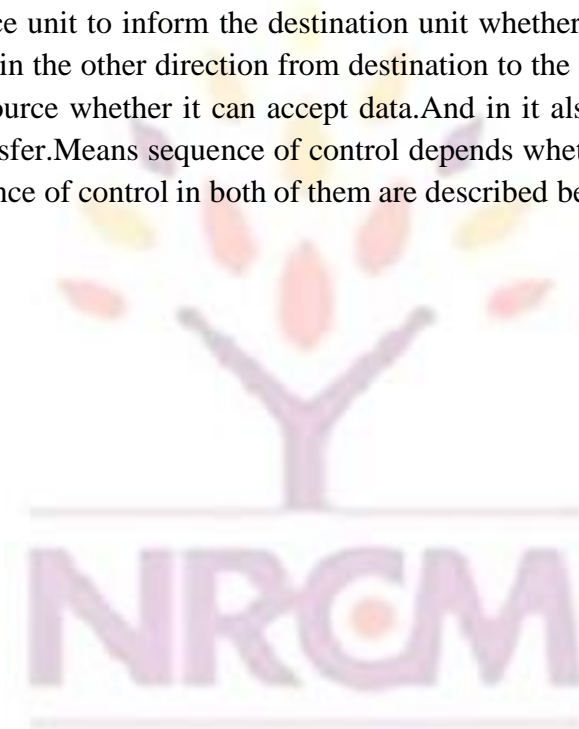 ce unit to inform the destination unit whether
in the other direction from destination to the
ource whether it can accept data.And in it als
sfer.Means sequence of control depends whet
nce of control in both of them are described be
NRCM